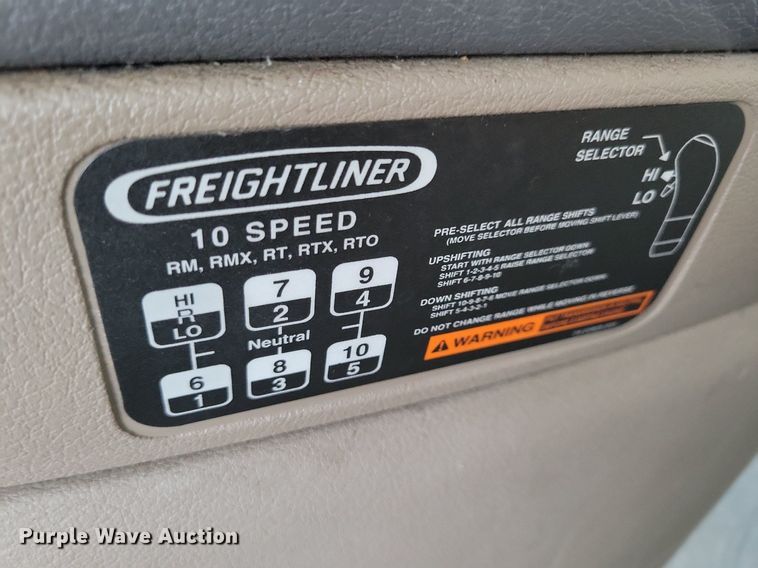 FREIGHTLINER
10 SPEED
RM, RMX, RT, RTX, RTO
HI
R
LO
7
2
9
4
Neutral
6
1
8
3
10
5
RANGE
SELECTOR
HI
LO
PRE-SELECT ALL RANGE SHIFTS
(MOVE SELECTOR BEFORE MOVING SHIFT LEVER)
UPSHIFTING
START WITH RANGE SELECTOR DOWN
SHIFT 1-2-3-4-5 RAISE RANGE SELECTOR
SHIFT 6-7-8-9-10
DOWN SHIFTING
SHIFT 10-9-8-7-6 MOVE RANGE SELECTOR DOWN.
SHIFT 5-4-3-2-1
DO NOT CHANGE RANGE WHILE MOVING IN REVERSE.
WARNING
Purple Wave Auction